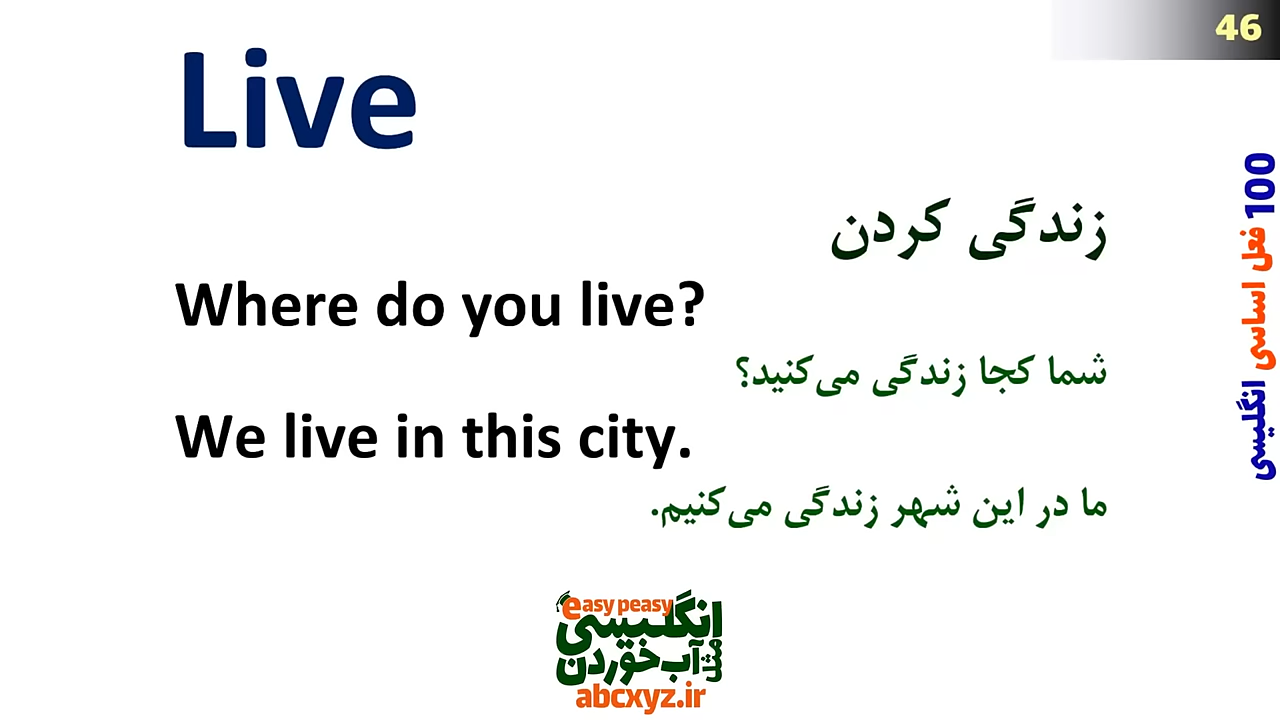 46
Live
زندگی کردن
Where do you live?
شما کجا زندگی می‌کنید؟
We live in this city.
ما در این شهر زندگی می‌کنیم.
100 فعل اساسی انگلیسی
easy peasy
انگلیسی
مثل آب خوردن
abcxyz.ir